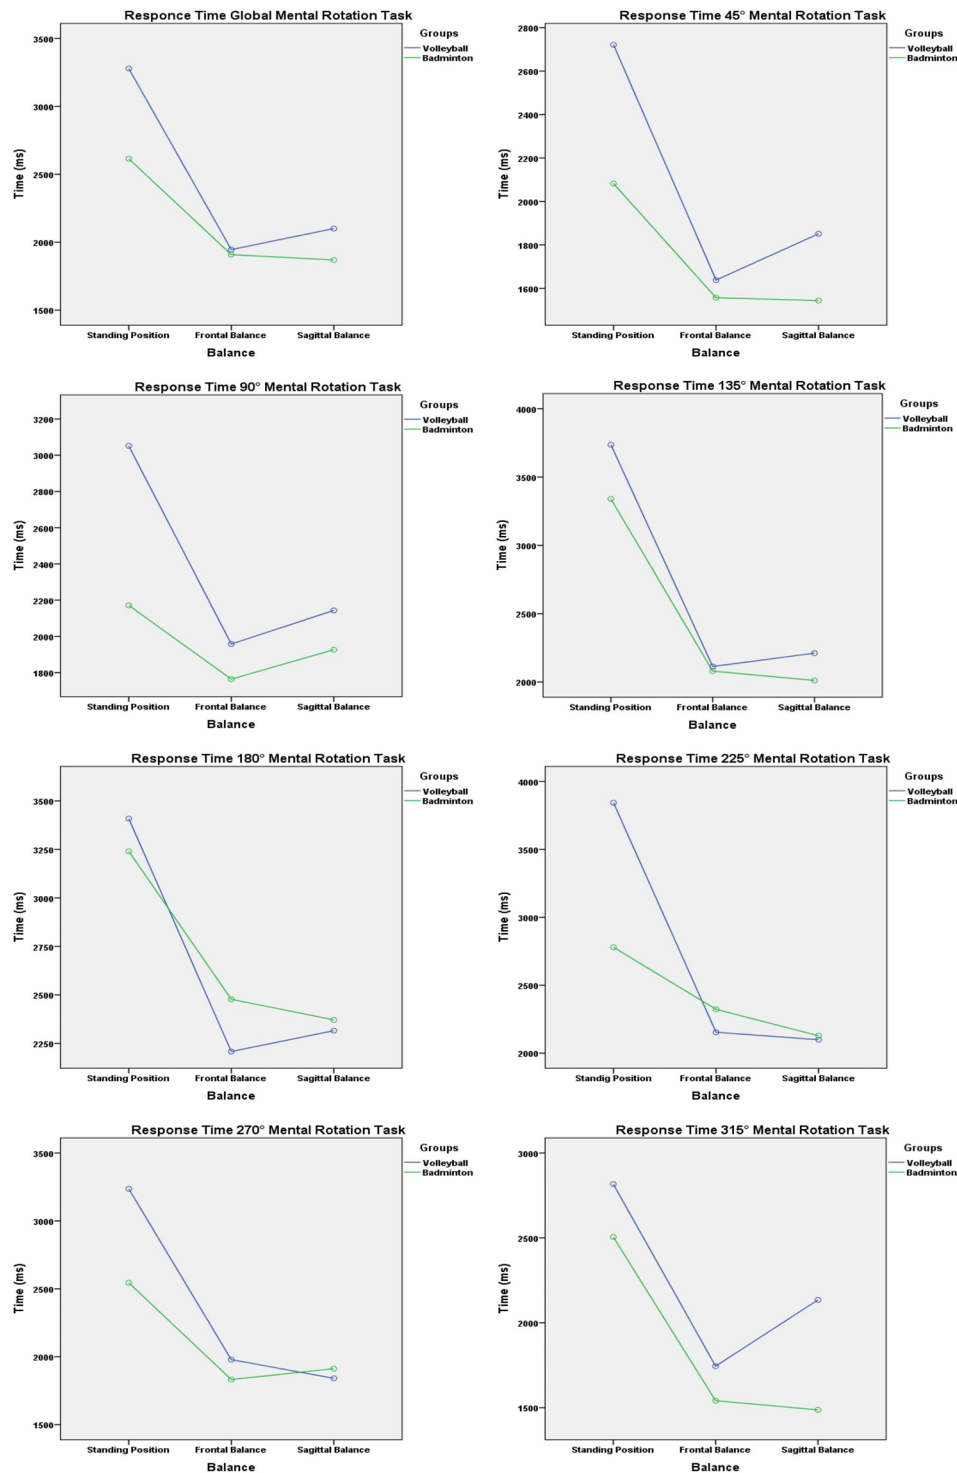 Responce Time Global Mental Rotation Task
Groups
Volleyball
Badminton
3500
3000
2500
2000
1500
Time (ms)
Standing Position Frontal Balance Sagittal Balance
Balance
Response Time 45° Mental Rotation Task
Groups
Volleyball
Badminton
2800
2600
2400
2200
2000
1800
1600
Time (ms)
Standing Position Frontal Balance Sagittal Balance
Balance
Response Time 90° Mental Rotation Task
Groups
Volleyball
Badminton
3200
3000
2800
2600
2400
2200
2000
1800
Time (ms)
Standing Position Frontal Balance Sagittal Balance
Balance
Response Time 135° Mental Rotation Task
Groups
Volleyball
Badminton
4000
3500
3000
2500
2000
Time (ms)
Standing Position Frontal Balance Sagittal Balance
Balance
Response Time 180° Mental Rotation Task
Groups
Volleyball
Badminton
3500
3250
3000
2750
2500
2250
Time (ms)
Standing Position Frontal Balance Sagittal Balance
Balance
Response Time 225° Mental Rotation Task
Groups
Volleyball
Badminton
4000
3500
3000
2500
2000
Time (ms)
Standig Position Frontal Balance Sagittal Balance
Balance
Response Time 270° Mental Rotation Task
Groups
Volleyball
Badminton
3500
3000
2500
2000
1500
Time (ms)
Standing Position Frontal Balance Sagittal Balance
Balance
Response Time 315° Mental Rotation Task
Groups
Volleyball
Badminton
3000
2500
2000
1500
Time (ms)
Standing Position Frontal Balance Sagittal Balance
Balance